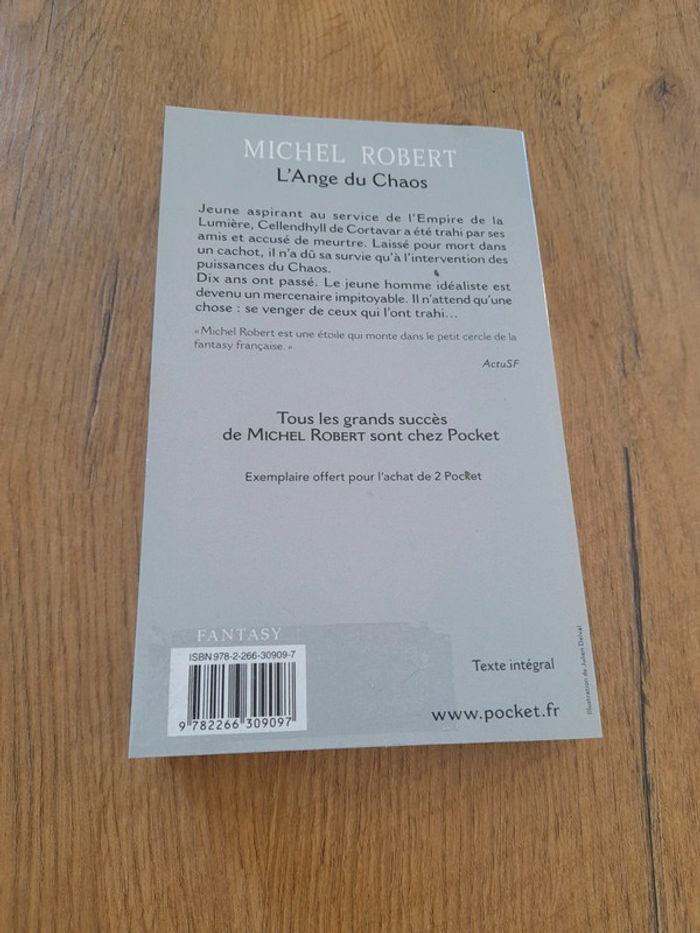 MICHEL ROBERT
L'Ange du Chaos
Jeune aspirant au service de l'Empire de la
Lumière, Cellendhyll de Cortavar a été trahi par ses
amis et accusé de meurtre. Laissé pour mort dans
un cachot, il n'a dû sa survie qu'à l'intervention des
puissances du Chaos.
Dix ans ont passé. Le jeune homme idéaliste est
devenu un mercenaire impitoyable. Il n'attend qu'une
chose : se venger de ceux qui l'ont trahi...
« Michel Robert est une étoile qui monte dans le petit cercle de la
fantasy française. »
ActuSF
Tous les grands succès
de MICHEL ROBERT sont chez Pocket
Exemplaire offert pour l'achat de 2 Pocket
FANTASY
ISBN 978-2-266-30909-7
9 782266 309097
Texte intégral
www.pocket.fr
Illustration de Julien Delval